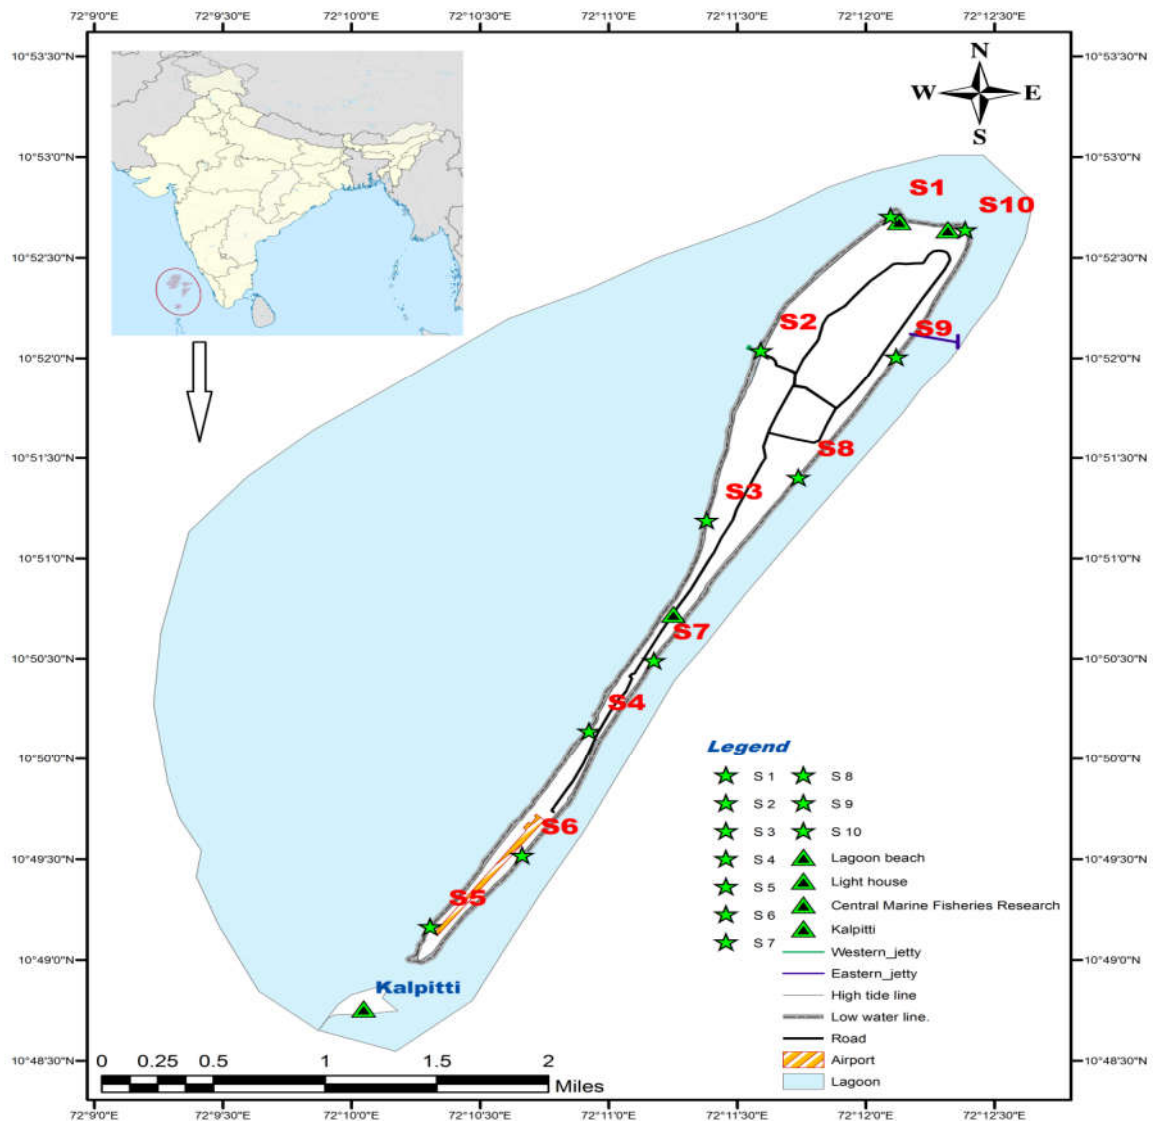 72°9'0"E 72°9'30"E 72°10'0"E 72°10'30"E 72°11'0"E 72°11'30"E 72°12'0"E 72°12'30"E
10°53'30"N 10°53'30"N
N
W E
S
10°53'0"N 10°53'0"N
S1
S10
10°52'30"N 10°52'30"N
S2
S9
10°52'0"N 10°52'0"N
S8
10°51'30"N 10°51'30"N
S3
10°51'0"N 10°51'0"N
S7
10°50'30"N 10°50'30"N
S4
10°50'0"N 10°50'0"N
S6
10°49'30"N 10°49'30"N
S5
10°49'0"N 10°49'0"N
Kalpitti
10°48'30"N 10°48'30"N
Legend
S 1
S 2
S 3
S 4
S 5
S 6
S 7
S 8
S 9
S 10
Lagoon beach
Light house
Central Marine Fisheries Research
Kalpitti
Western_jetty
Eastern_jetty
High tide line
Low water line.
Road
Airport
Lagoon
0 0.25 0.5 1 1.5 2
Miles
72°9'0"E 72°9'30"E 72°10'0"E 72°10'30"E 72°11'0"E 72°11'30"E 72°12'0"E 72°12'30"E